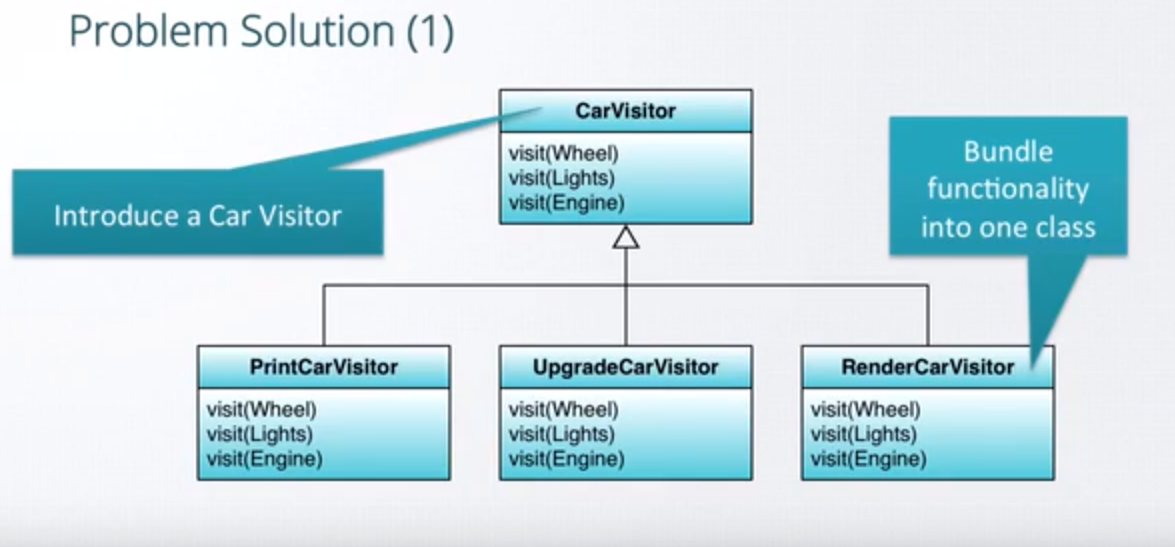 Problem Solution (1)
CarVisitor
visit(Wheel)
visit(Lights)
visit(Engine)
Introduce a Car Visitor
Bundle
functionality
into one class
PrintCarVisitor
visit(Wheel)
visit(Lights)
visit(Engine)
UpgradeCarVisitor
visit(Wheel)
visit(Lights)
visit(Engine)
RenderCarVisitor
visit(Wheel)
visit(Lights)
visit(Engine)